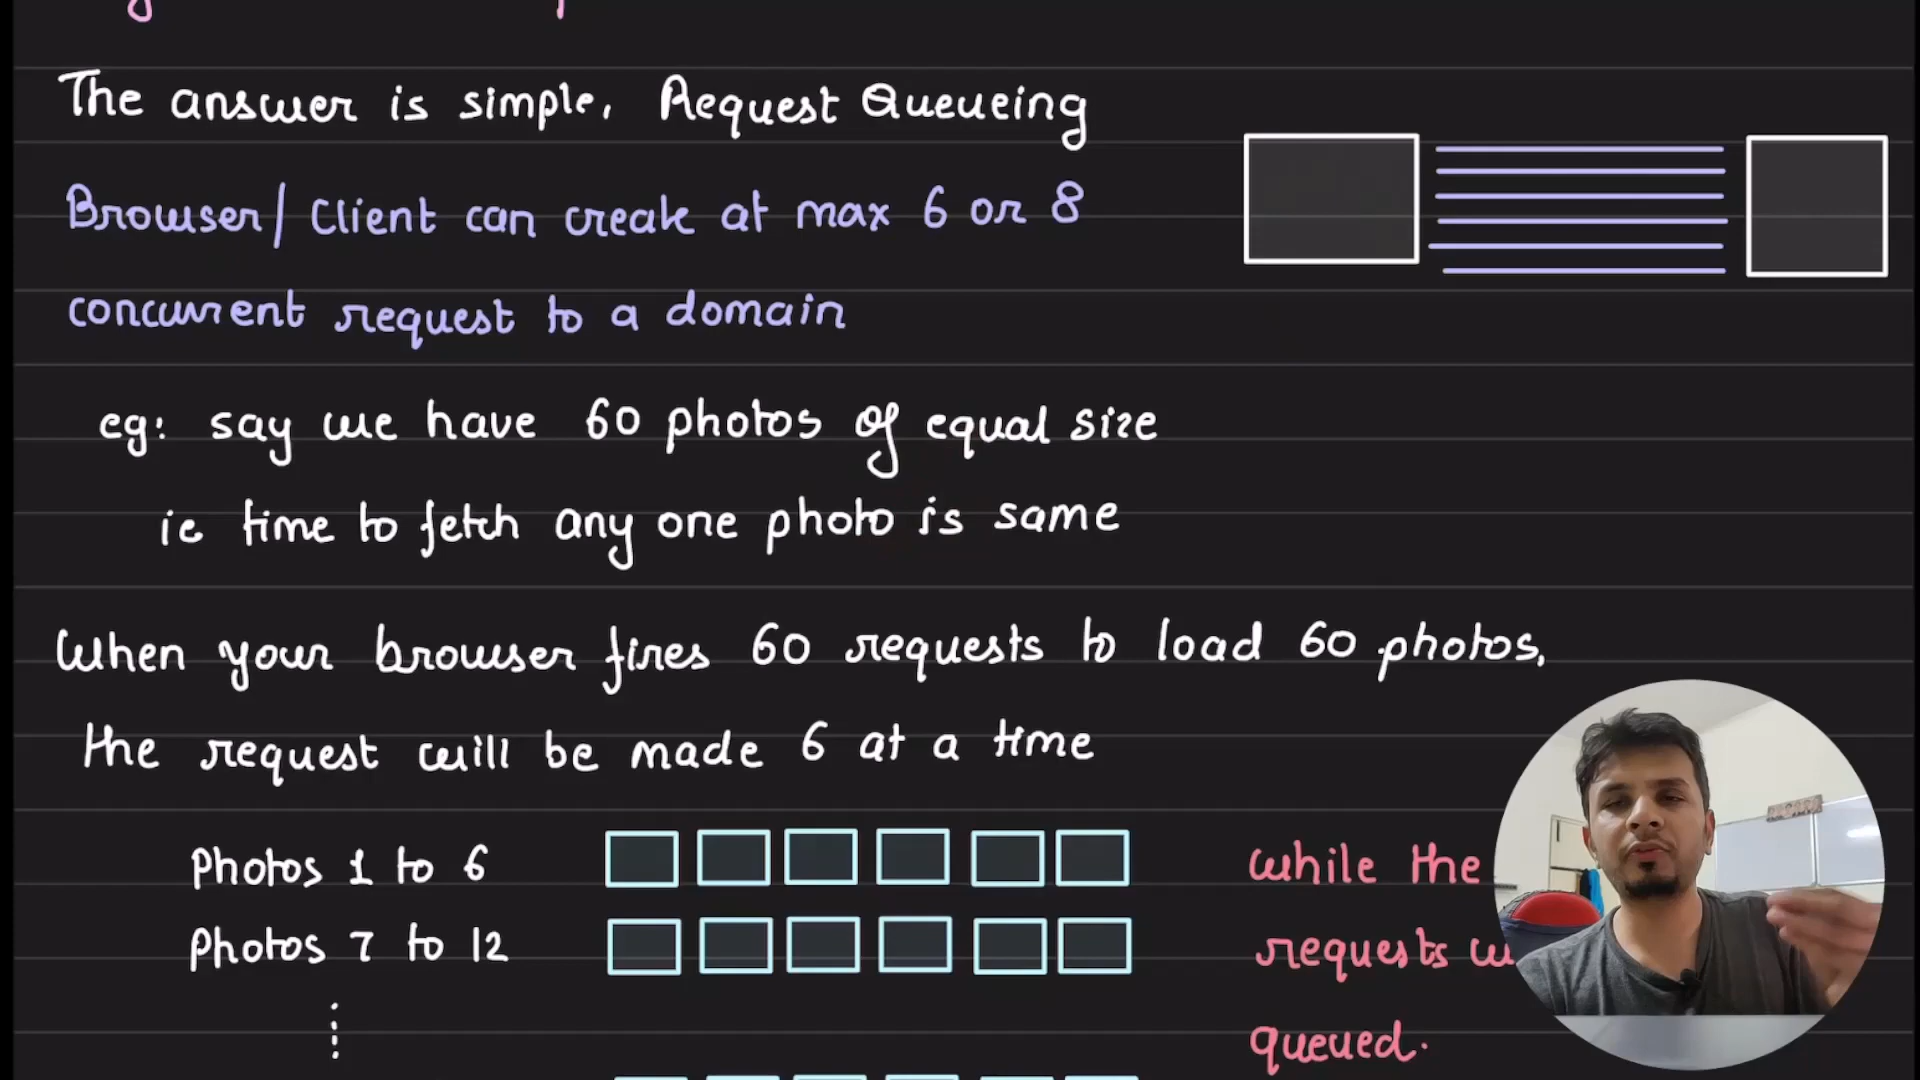 The answer is simple, Request Queueing
Browser/ Client can create at max 6 or 8
concurrent request to a domain
eg: say we have 60 photos of equal size
ie time to fetch any one photo is same
When your browser fires 60 requests to load 60 photos,
the request will be made 6 at a time
Photos 1 to 6
while the
Photos 7 to 12
requests
queued.